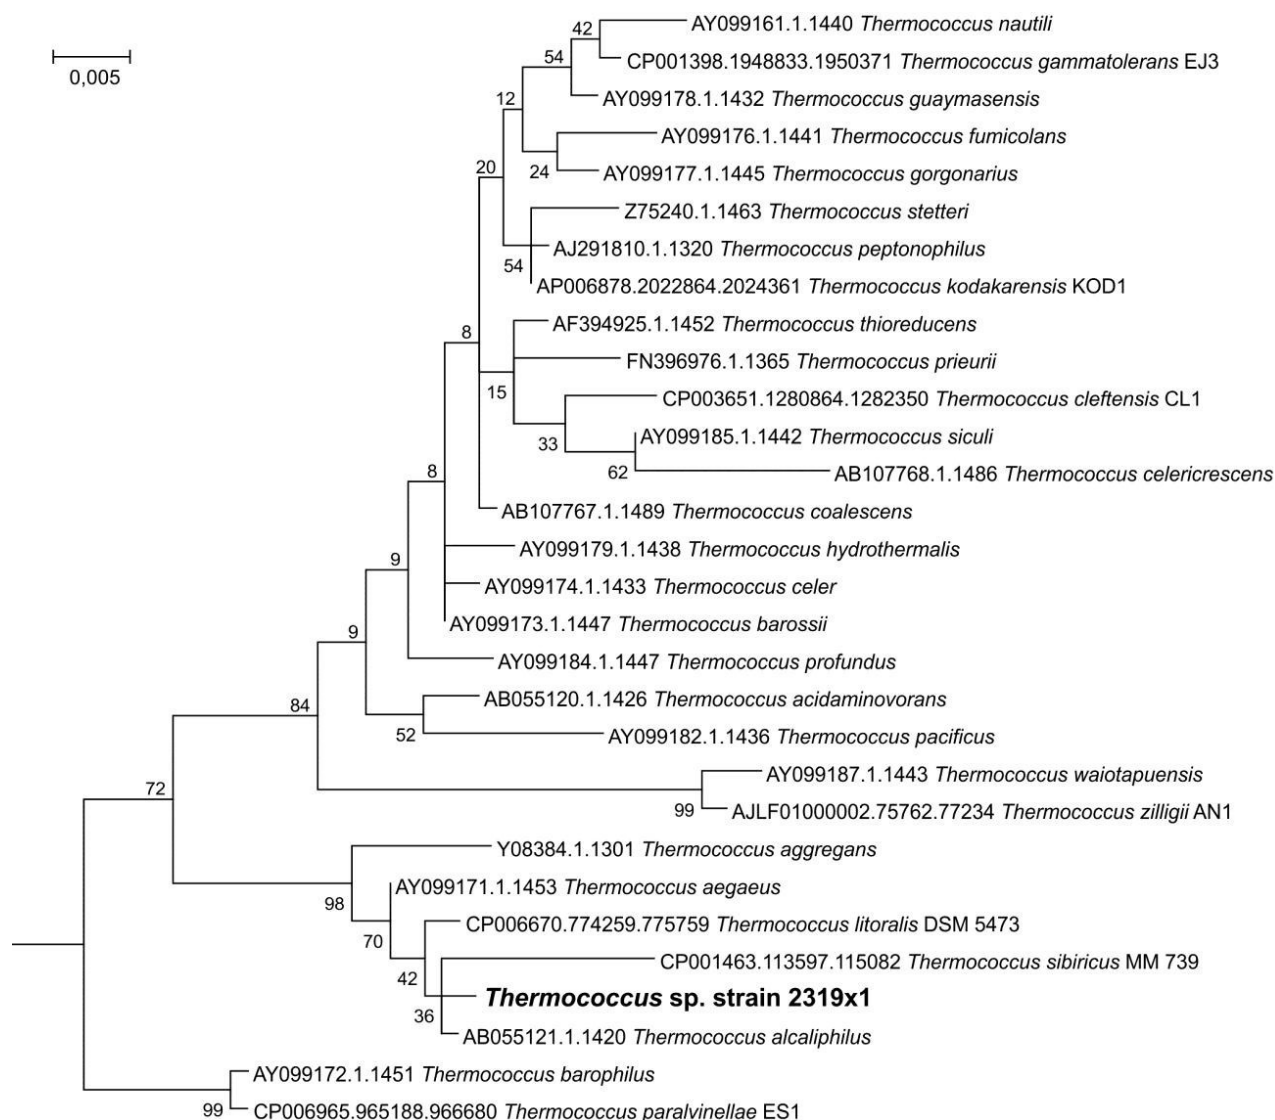 42
AY099161.1.1440 Thermococcus nautili
0,005
54
CP001398.1948833.1950371 Thermococcus gammatolerans EJ3
12
AY099178.1.1432 Thermococcus guaymasensis
AY099176.1.1441 Thermococcus fumicolans
20
24
AY099177.1.1445 Thermococcus gorgonarius
Z75240.1.1463 Thermococcus stetteri
AJ291810.1.1320 Thermococcus peptonophilus
54
AP006878.2022864.2024361 Thermococcus kodakarensis KOD1
8
AF394925.1.1452 Thermococcus thioreducens
FN396976.1.1365 Thermococcus prieurii
15
CP003651.1280864.1282350 Thermococcus cleftensis CL1
33
AY099185.1.1442 Thermococcus siculi
8
62
AB107768.1.1486 Thermococcus celericrescens
AB107767.1.1489 Thermococcus coalescens
9
AY099179.1.1438 Thermococcus hydrothermalis
AY099174.1.1433 Thermococcus celer
9
AY099173.1.1447 Thermococcus barossii
AY099184.1.1447 Thermococcus profundus
84
AB055120.1.1426 Thermococcus acidaminovorans
52
AY099182.1.1436 Thermococcus pacificus
72
AY099187.1.1443 Thermococcus waiotapuensis
99
AJLF01000002.75762.77234 Thermococcus zilligii AN1
Y08384.1.1301 Thermococcus aggregans
98
AY099171.1.1453 Thermococcus aegaeus
70
CP006670.774259.775759 Thermococcus litoralis DSM 5473
42
CP001463.113597.115082 Thermococcus sibiricus MM 739
Thermococcus sp. strain 2319x1
36
AB055121.1.1420 Thermococcus alcaliphilus
AY099172.1.1451 Thermococcus barophilus
99
CP006965.965188.966680 Thermococcus paralvinellae ES1